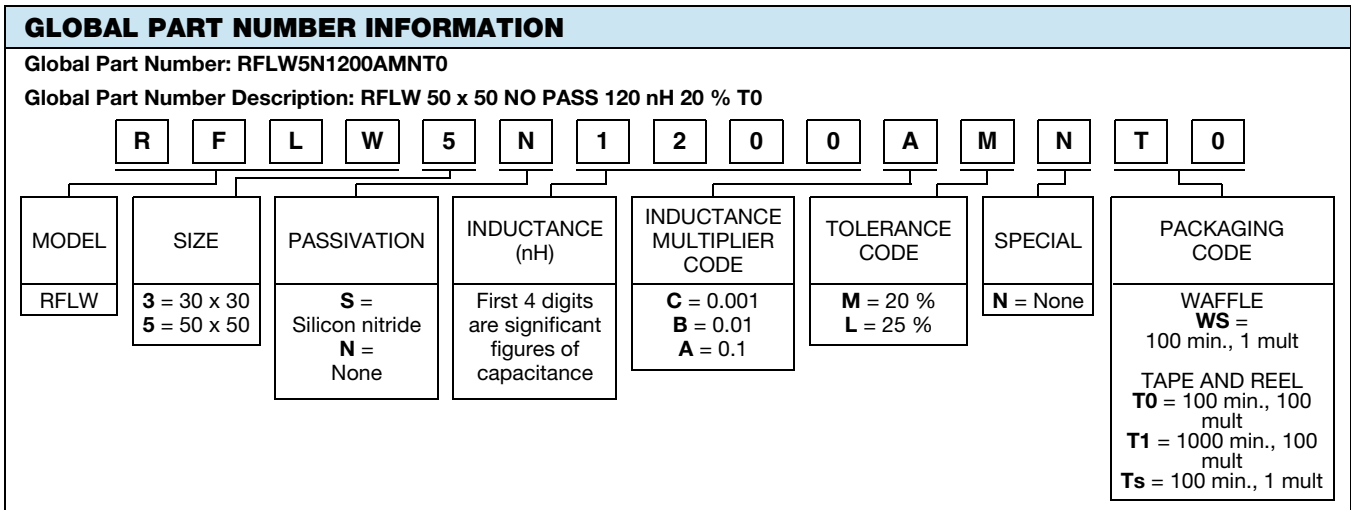 GLOBAL PART NUMBER INFORMATION
Global Part Number: RFLW5N1200AMNT0
Global Part Number Description: RFLW 50 x 50 NO PASS 120 nH 20 % T0
R F L W 5 N 1 2 0 0 A M N T 0
MODEL
RFLW
SIZE
3 = 30 x 30
5 = 50 x 50
PASSIVATION
S =
Silicon nitride
N =
None
INDUCTANCE
(nH)
First 4 digits
are significant
figures of
capacitance
INDUCTANCE
MULTIPLIER
CODE
C = 0.001
B = 0.01
A = 0.1
TOLERANCE
CODE
M = 20 %
L = 25 %
SPECIAL
N = None
PACKAGING
CODE
WAFFLE
WS =
100 min., 1 mult
TAPE AND REEL
T0 = 100 min., 100
mult
T1 = 1000 min., 100
mult
Ts = 100 min., 1 mult